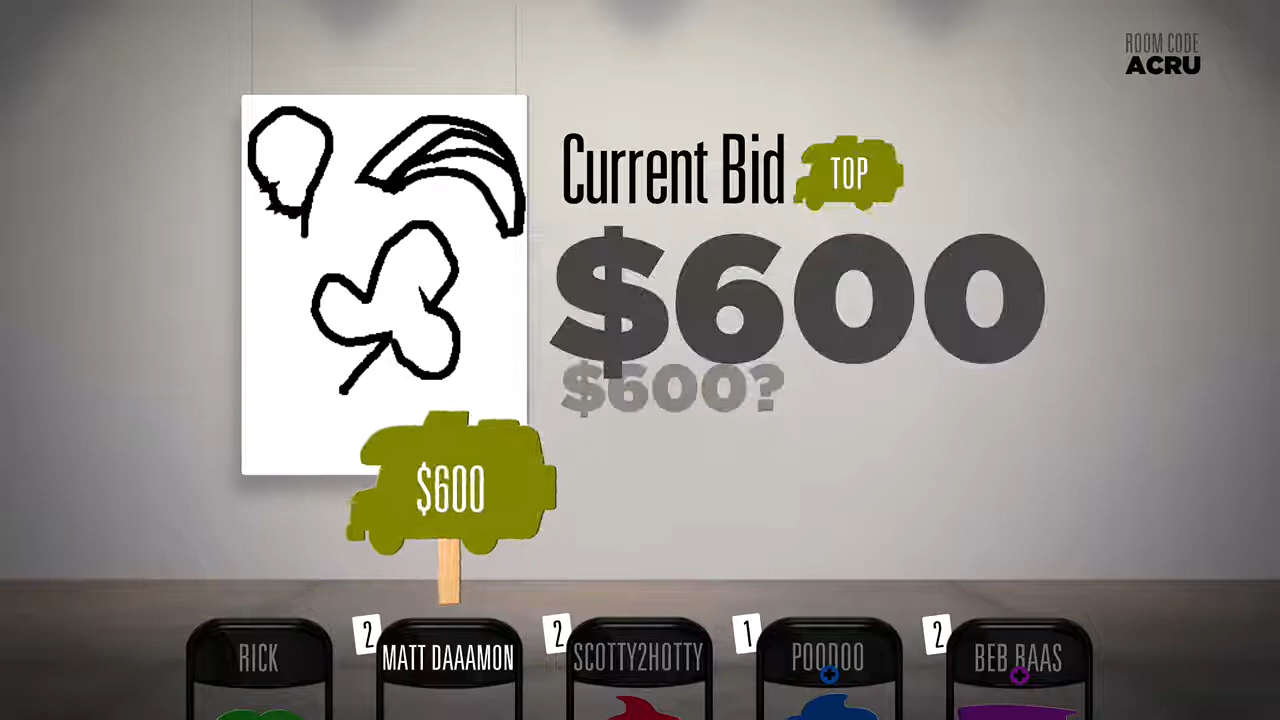 ROOM CODE
ACRU
Current Bid TOP
$600
$600?
$600
RICK
2 MATT DAAAMON
2 SCOTTY2HOTTY
1 POODOO
2 BEB RAAS